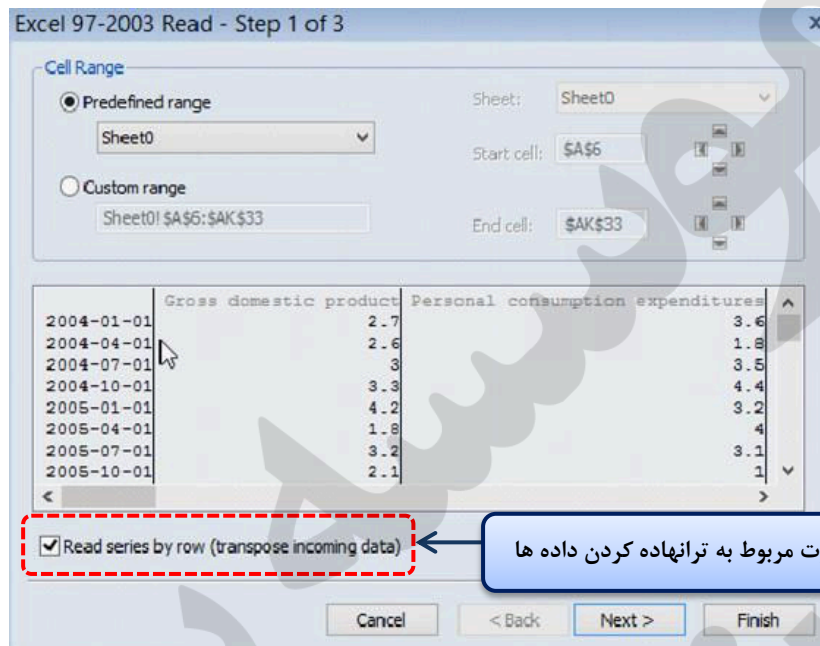 Excel 97-2003 Read - Step 1 of 3
Cell Range
Predefined range
Sheet:
Sheet0
Sheet0
Start cell:
$A$6
Custom range
Sheet0!$A$6:$AK$33
End cell:
$AK$33
Gross domestic product Personal consumption expenditures
2004-01-01 2.7 3.6
2004-04-01 2.6 1.8
2004-07-01 3 3.5
2004-10-01 3.3 4.4
2005-01-01 4.2 3.2
2005-04-01 1.8 4
2005-07-01 3.2 3.1
2005-10-01 2.1 1
Read series by row (transpose incoming data)
مربوط به ترانهاده کردن داده ها
Cancel
< Back
Next >
Finish